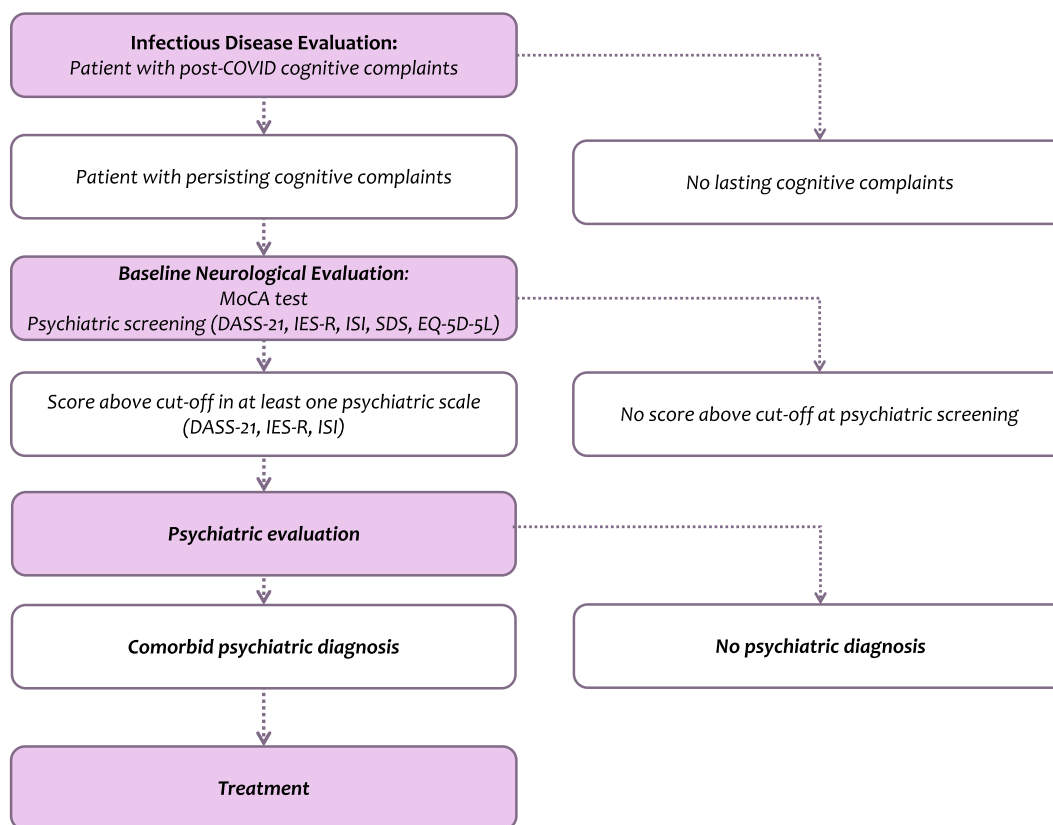 Infectious Disease Evaluation:
Patient with post-COVID cognitive complaints
Patient with persisting cognitive complaints
No lasting cognitive complaints
Baseline Neurological Evaluation:
MoCA test
Psychiatric screening (DASS-21, IES-R, ISI, SDS, EQ-5D-5L)
Score above cut-off in at least one psychiatric scale
(DASS-21, IES-R, ISI)
No score above cut-off at psychiatric screening
Psychiatric evaluation
Comorbid psychiatric diagnosis
No psychiatric diagnosis
Treatment